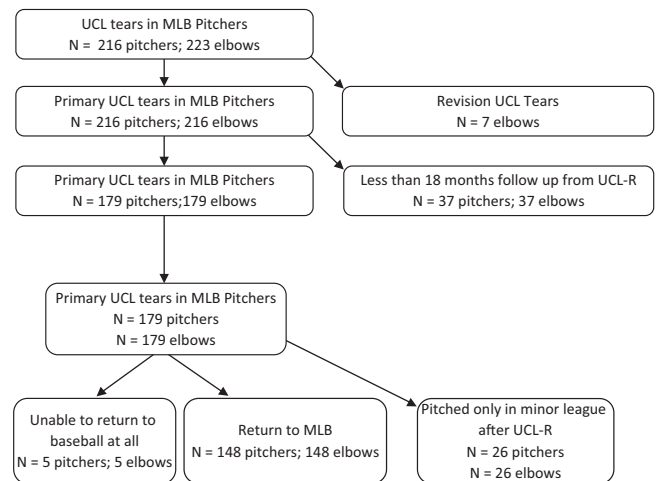 UCL tears in MLB Pitchers
N = 216 pitchers; 223 elbows
Primary UCL tears in MLB Pitchers
N = 216 pitchers; 216 elbows
Revision UCL Tears
N = 7 elbows
Primary UCL tears in MLB Pitchers
N = 179 pitchers;179 elbows
Less than 18 months follow up from UCL-R
N = 37 pitchers; 37 elbows
Primary UCL tears in MLB Pitchers
N = 179 pitchers
N = 179 elbows
Unable to return to
baseball at all
N = 5 pitchers; 5 elbows
Return to MLB
N = 148 pitchers; 148 elbows
Pitched only in minor league
after UCL-R
N = 26 pitchers
N = 26 elbows